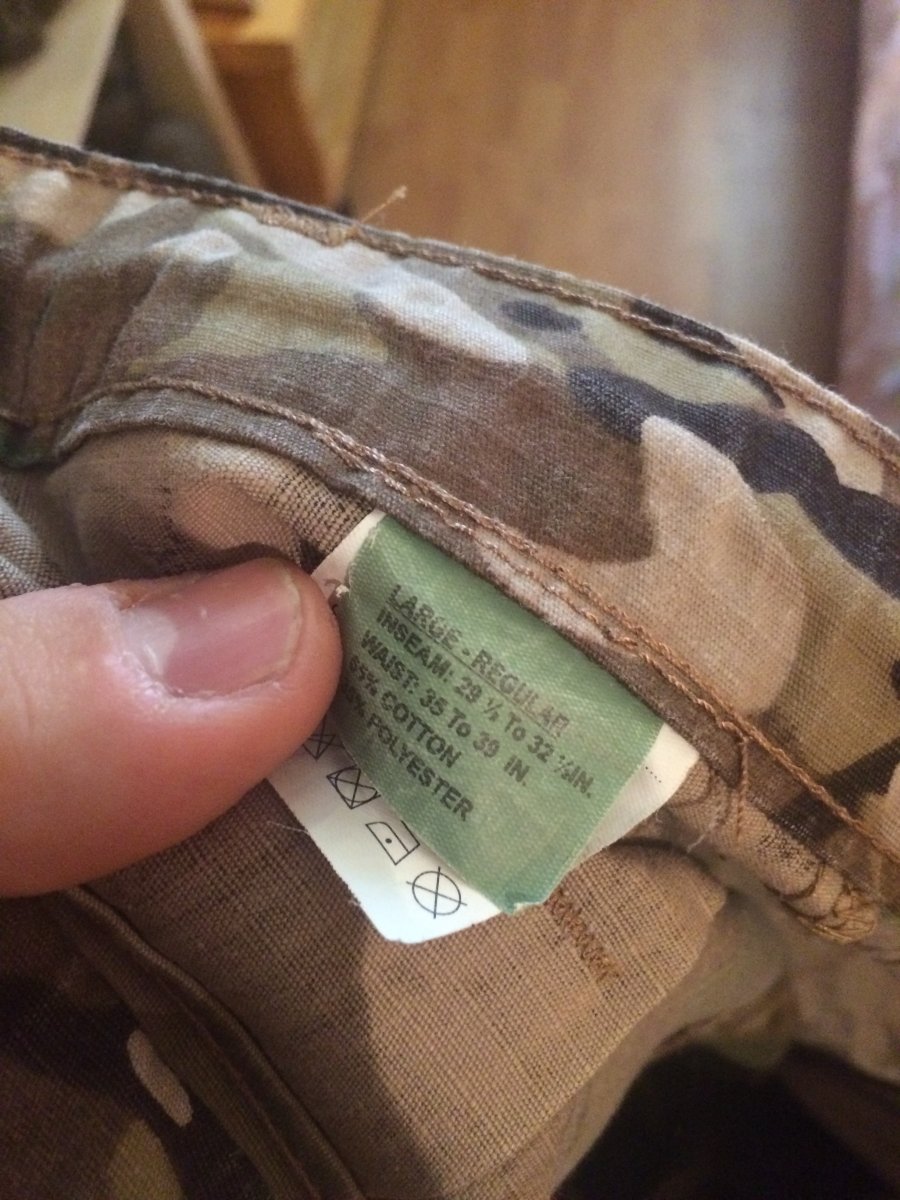 LARGE - REGULAR
INSEAM: 29 ½ To 32 ½IN.
WAIST: 35 To 39 IN.
COTTON
POLYESTER